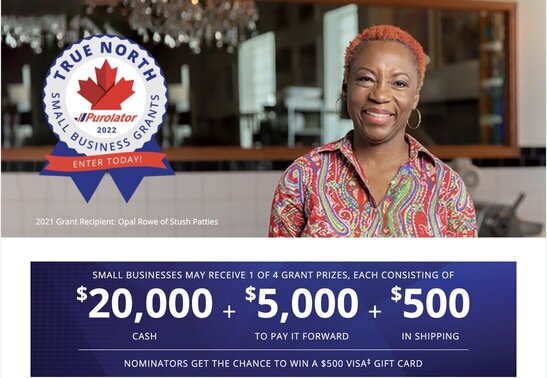 TRUE NORTH
Purolator
2022
SMALL BUSINESS GRANTS
ENTER TODAY!
2021 Grant Recipient: Opal Rowe of Stush Patties
SMALL BUSINESSES MAY RECEIVE 1 OF 4 GRANT PRIZES, EACH CONSISTING OF
$20,000 + $5,000 + $500
CASH TO PAY IT FORWARD IN SHIPPING
NOMINATORS GET THE CHANCE TO WIN A $500 VISA‡ GIFT CARD